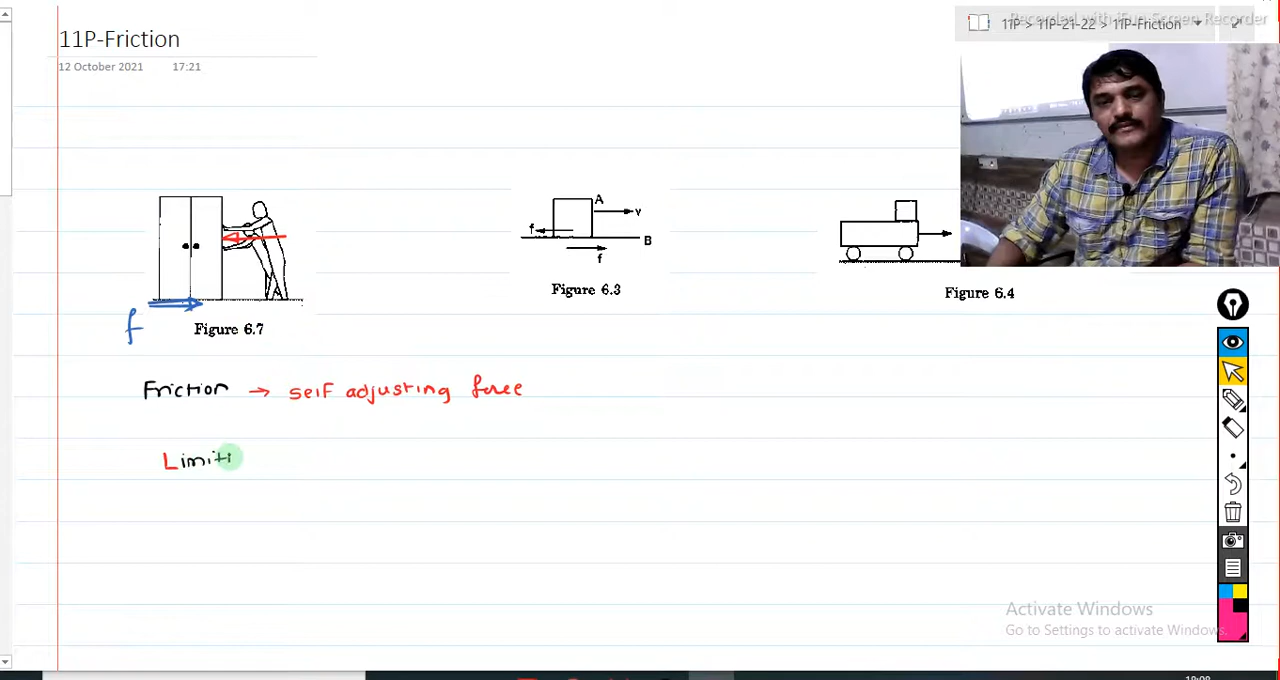 11P-Friction
12 October 2021 17:21
11P > 11P-21-22 > 11P-Friction
A
v
f
B
f
Figure 6.3
Figure 6.4
f
Figure 6.7
Friction → self adjusting force
Limiti
Activate Windows
Go to Settings to activate Windows.